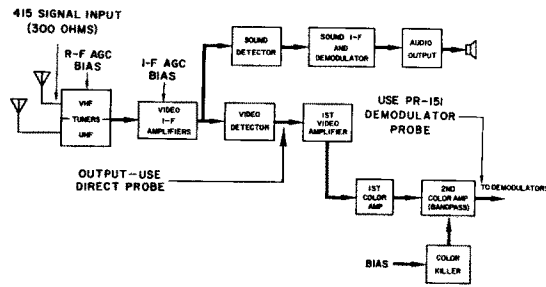 415 SIGNAL INPUT
(300 OHMS)
R-F AGC
BIAS
I-F AGC
BIAS
SOUND
DETECTOR
SOUND I-F
AND
DEMODULATOR
AUDIO
OUTPUT
VHF
TUNERS
UHF
VIDEO
I-F
AMPLIFIERS
VIDEO
DETECTOR
1ST
VIDEO
AMPLIFIER
USE PR-151
DEMODULATOR
PROBE
OUTPUT-USE
DIRECT PROBE
1ST
COLOR
AMP
2ND
COLOR AMP
(BANDPASS)
TO DEMODULATORS
BIAS
COLOR
KILLER